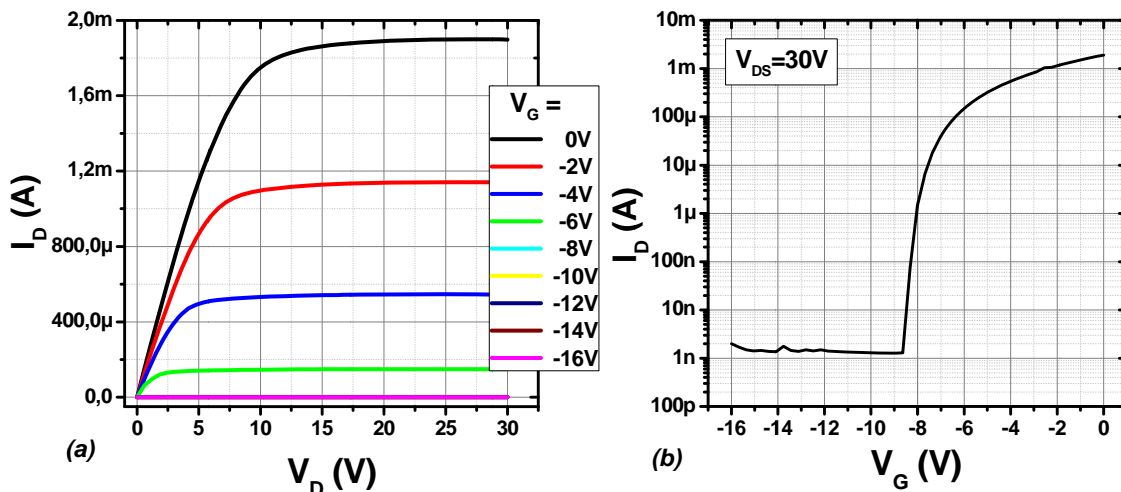 2,0m
1,6m
1,2m
800,0µ
400,0µ
0,0
I_D (A)
0 5 10 15 20 25 30
V_D (V)
(a)
V_G =
0V
-2V
-4V
-6V
-8V
-10V
-12V
-14V
-16V
10m
1m
100µ
10µ
1µ
100n
10n
1n
100p
I_D (A)
V_DS=30V
-16 -14 -12 -10 -8 -6 -4 -2 0
V_G (V)
(b)